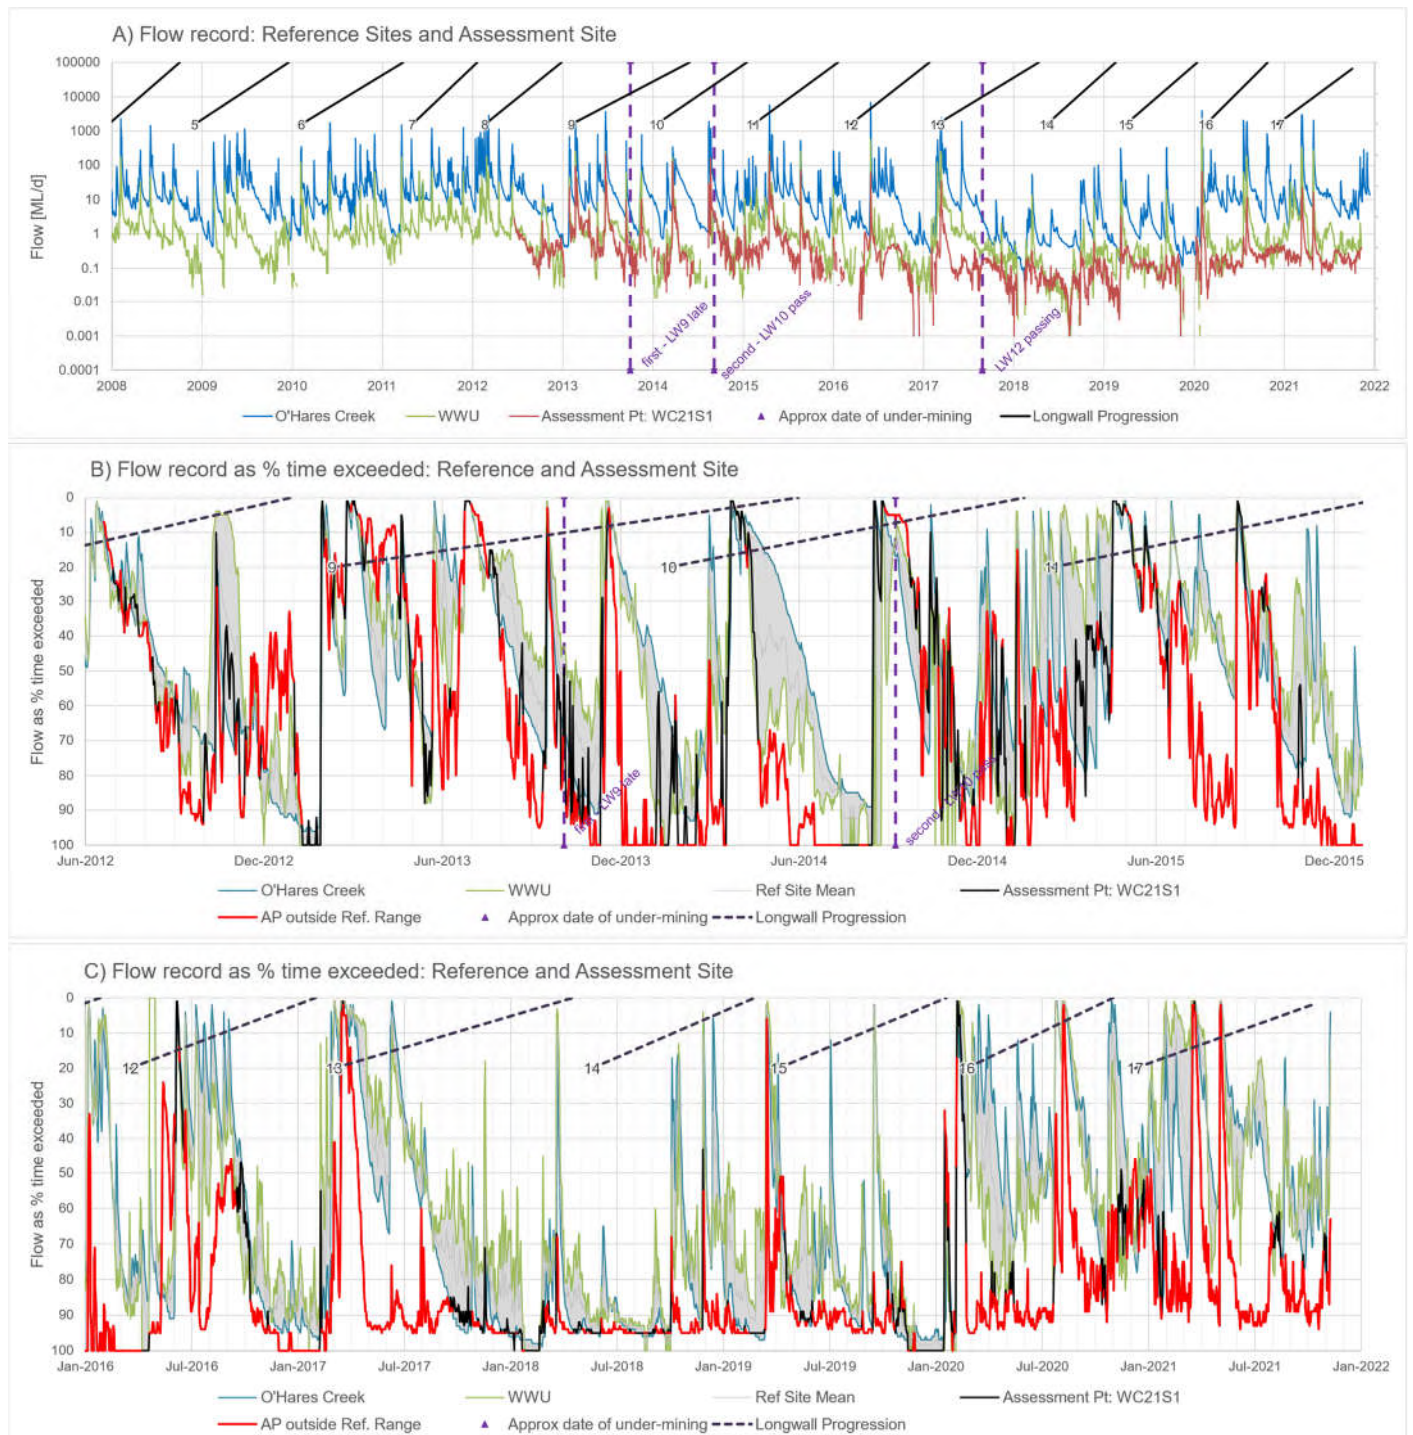 A) Flow record: Reference Sites and Assessment Site
100000
10000
1000
100
10
1
0.1
0.01
0.001
0.0001
Flow [ML/d]
5
6
7
8
9
10
11
12
13
14
15
16
17
first - LW9 late
second - LW10 pass
LW12 passing
2008
2009
2010
2011
2012
2013
2014
2015
2016
2017
2018
2019
2020
2021
2022
O'Hares Creek
WWU
Assessment Pt: WC21S1
Approx date of under-mining
Longwall Progression
B) Flow record as % time exceeded: Reference and Assessment Site
0
10
20
30
40
50
60
70
80
90
100
Flow as % time exceeded
9
10
11
first - LW9 late
second - LW10 pass
Jun-2012
Dec-2012
Jun-2013
Dec-2013
Jun-2014
Dec-2014
Jun-2015
Dec-2015
O'Hares Creek
WWU
Ref Site Mean
Assessment Pt: WC21S1
AP outside Ref. Range
Approx date of under-mining
Longwall Progression
C) Flow record as % time exceeded: Reference and Assessment Site
0
10
20
30
40
50
60
70
80
90
100
Flow as % time exceeded
12
13
14
15
16
17
Jan-2016
Jul-2016
Jan-2017
Jul-2017
Jan-2018
Jul-2018
Jan-2019
Jul-2019
Jan-2020
Jul-2020
Jan-2021
Jul-2021
Jan-2022
O'Hares Creek
WWU
Ref Site Mean
Assessment Pt: WC21S1
AP outside Ref. Range
Approx date of under-mining
Longwall Progression